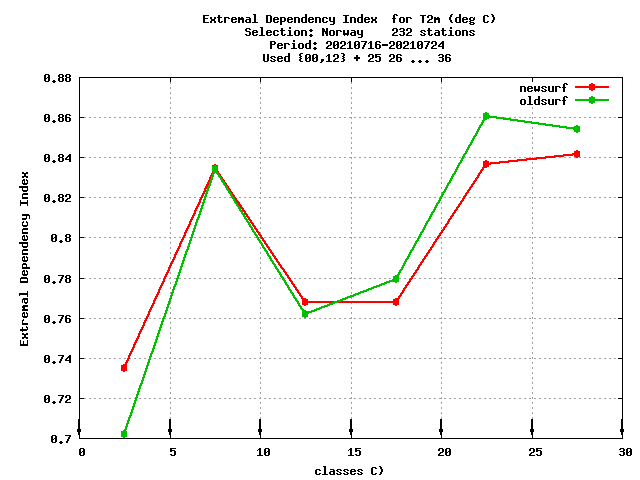 Extremal Dependency Index  for T2m (deg C)
Selection: Norway    232 stations
Period: 20210716-20210724
Used {00,12} + 25 26 ... 36
newsurf
oldsurf
Extremal Dependency Index
0.88
0.86
0.84
0.82
0.8
0.78
0.76
0.74
0.72
0.7
0 5 10 15 20 25 30
classes C)